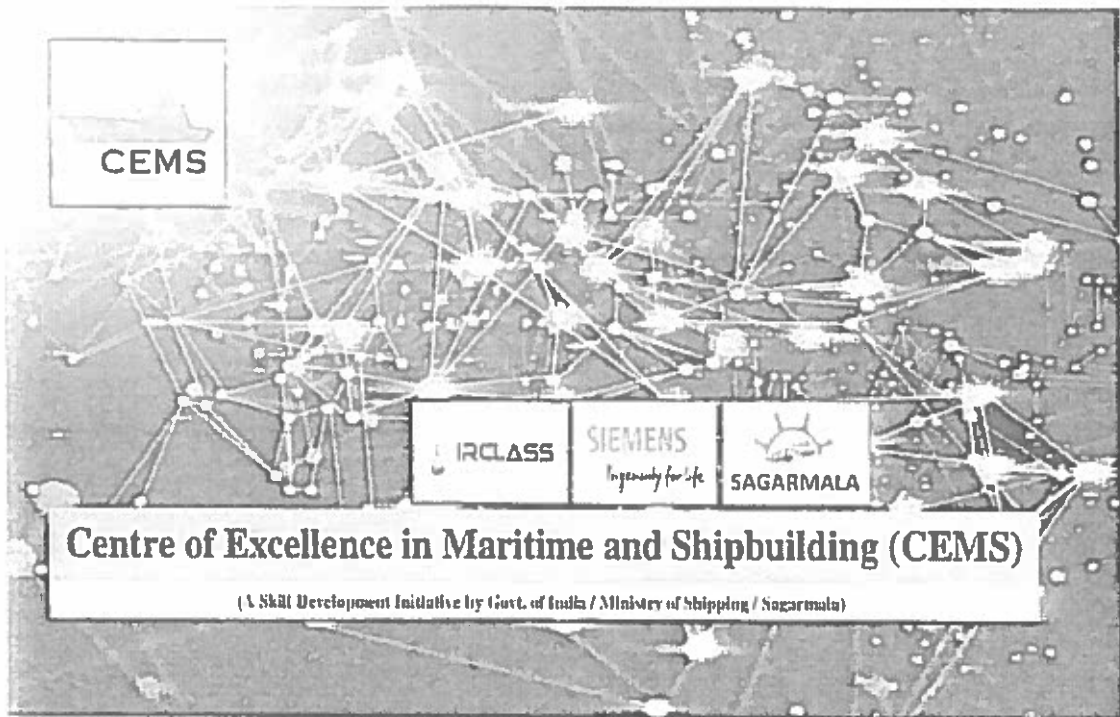 CEMS
IRCLASS
SIEMENS
Ingenuity for life
SAGARMALA
Centre of Excellence in Maritime and Shipbuilding (CEMS)
(A Skill Development Initiative by Govt. of India / Ministry of Shipping / Sagarmala)